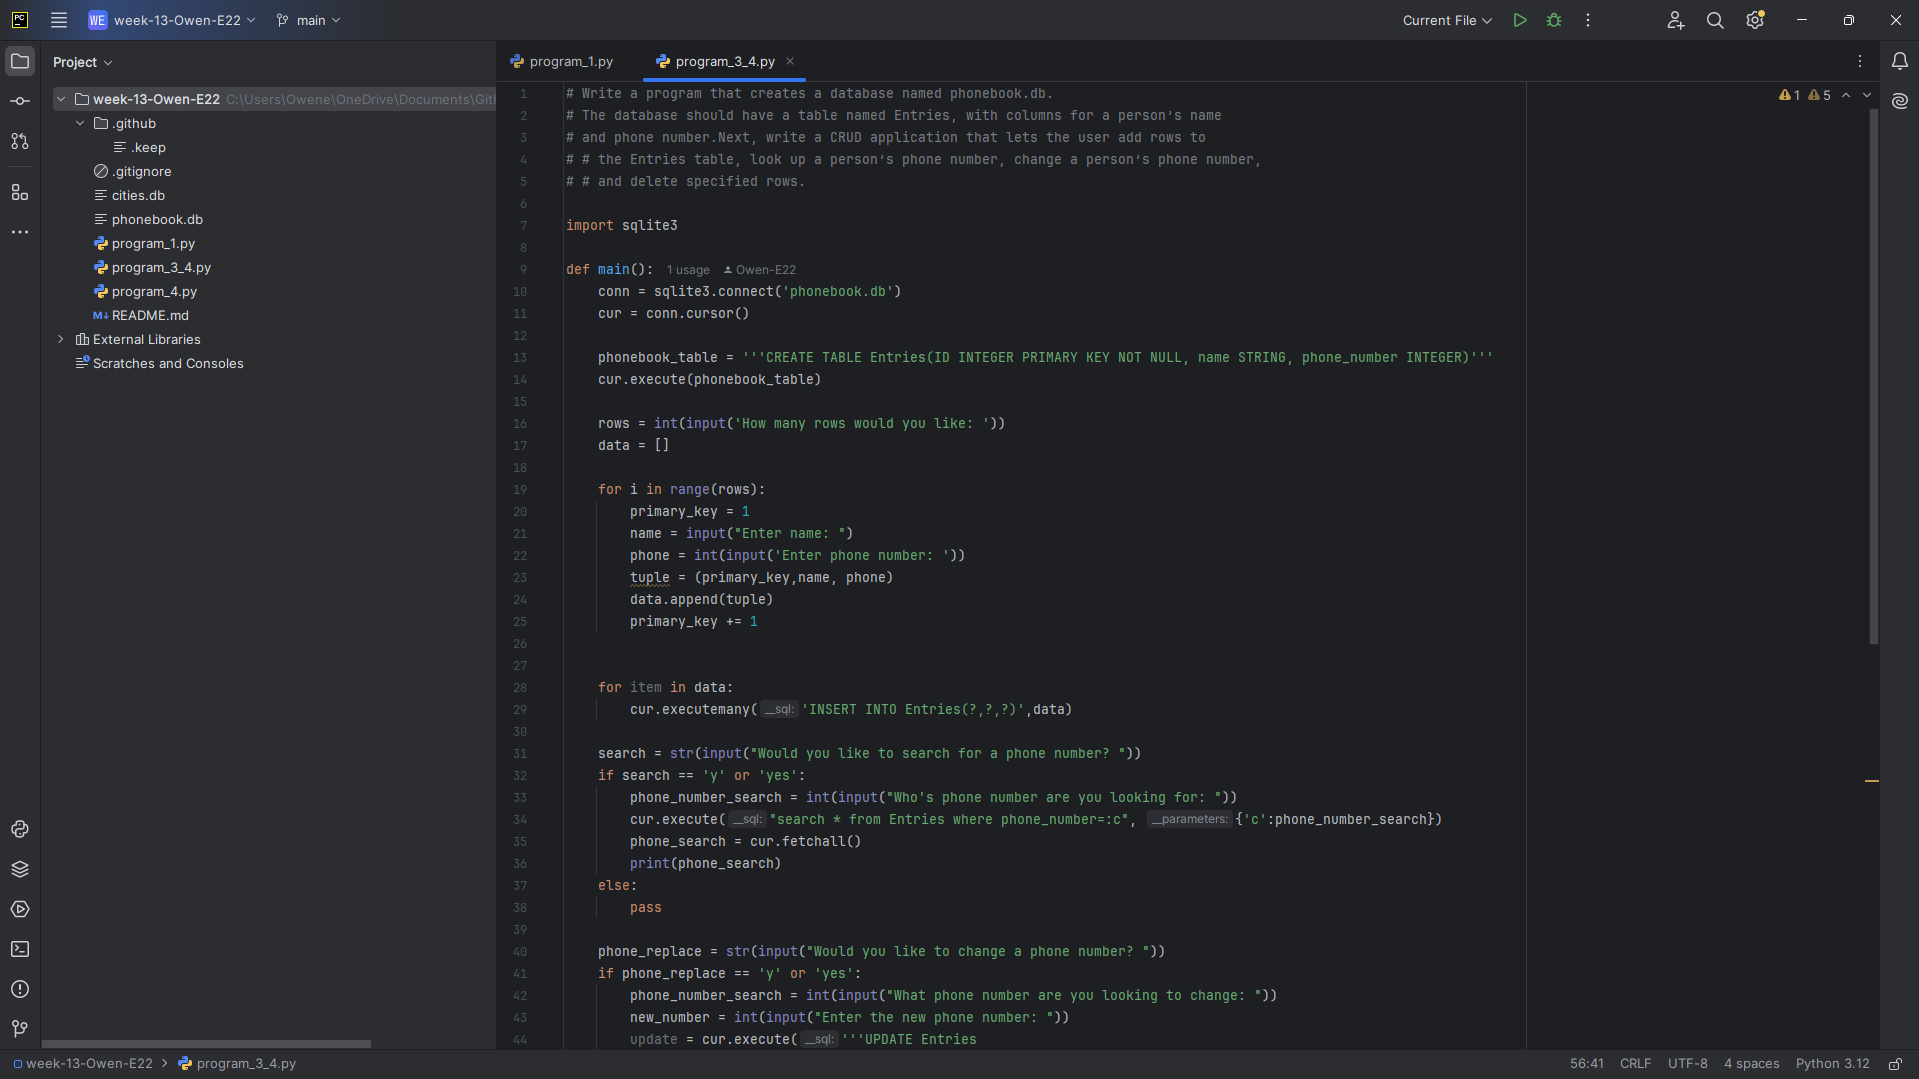 PC
WE week-13-Owen-E22
main
Current File
Project
week-13-Owen-E22 C:\Users\Owene\OneDrive\Documents\Git
.github
.keep
.gitignore
cities.db
phonebook.db
program_1.py
program_3_4.py
program_4.py
M↓ README.md
External Libraries
Scratches and Consoles
program_1.py
program_3_4.py
1 5
1 # Write a program that creates a database named phonebook.db.
2 # The database should have a table named Entries, with columns for a person’s name
3 # and phone number.Next, write a CRUD application that lets the user add rows to
4 # # the Entries table, look up a person’s phone number, change a person’s phone number,
5 # # and delete specified rows.
6
7 import sqlite3
8
9 def main(): 1 usage Owen-E22
10 conn = sqlite3.connect('phonebook.db')
11 cur = conn.cursor()
12
13 phonebook_table = '''CREATE TABLE Entries(ID INTEGER PRIMARY KEY NOT NULL, name STRING, phone_number INTEGER)'''
14 cur.execute(phonebook_table)
15
16 rows = int(input('How many rows would you like: '))
17 data = []
18
19 for i in range(rows):
20 primary_key = 1
21 name = input("Enter name: ")
22 phone = int(input('Enter phone number: '))
23 tuple = (primary_key,name, phone)
24 data.append(tuple)
25 primary_key += 1
26
27
28 for item in data:
29 cur.executemany( __sql: 'INSERT INTO Entries(?,?,?)',data)
30
31 search = str(input("Would you like to search for a phone number? "))
32 if search == 'y' or 'yes':
33 phone_number_search = int(input("Who's phone number are you looking for: "))
34 cur.execute( __sql: "search * from Entries where phone_number=:c", __parameters: {'c':phone_number_search})
35 phone_search = cur.fetchall()
36 print(phone_search)
37 else:
38 pass
39
40 phone_replace = str(input("Would you like to change a phone number? "))
41 if phone_replace == 'y' or 'yes':
42 phone_number_search = int(input("What phone number are you looking to change: "))
43 new_number = int(input("Enter the new phone number: "))
44 update = cur.execute( __sql: '''UPDATE Entries
week-13-Owen-E22 > program_3_4.py
56:41 CRLF UTF-8 4 spaces Python 3.12